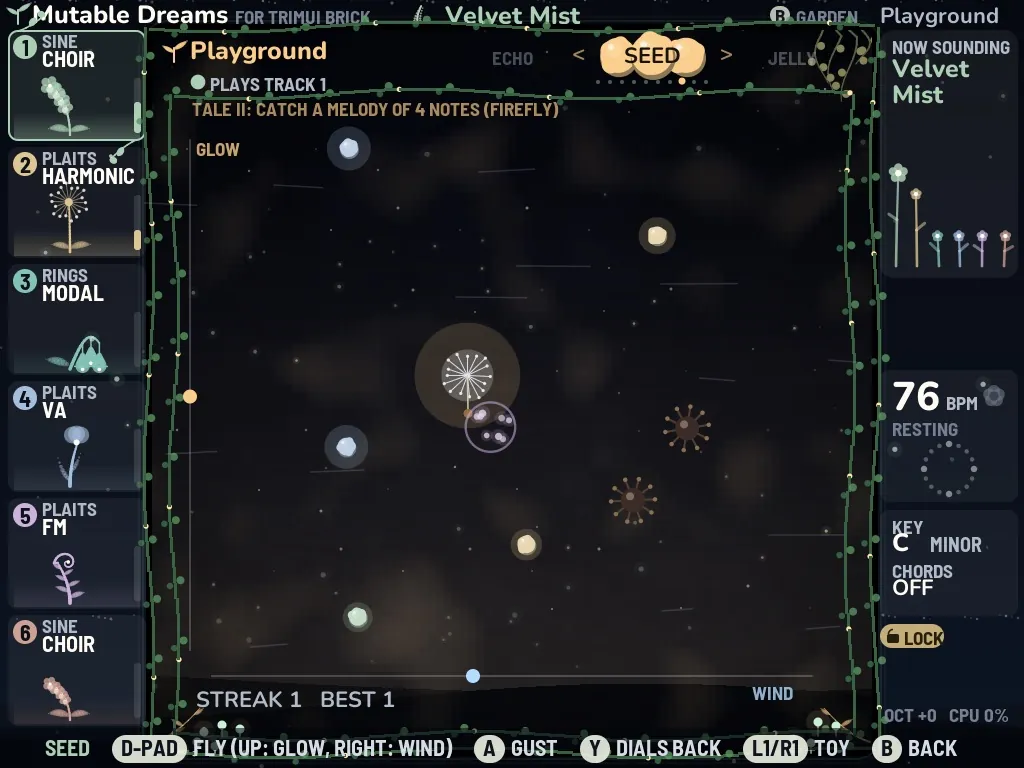 Mutable Dreams FOR TRIMUI BRICK
Velvet Mist
B GARDEN
Playground
1 SINE
CHOIR
2 PLAITS
HARMONIC
3 RINGS
MODAL
4 PLAITS
VA
5 PLAITS
FM
6 SINE
CHOIR
Playground
PLAYS TRACK 1
ECHO < SEED > JELLY
TALE II: CATCH A MELODY OF 4 NOTES (FIREFLY)
GLOW
WIND
STREAK 1 BEST 1
NOW SOUNDING
Velvet
Mist
76 BPM
RESTING
KEY
C MINOR
CHORDS
OFF
LOCK
OCT +0 CPU 0%
SEED D-PAD FLY (UP: GLOW, RIGHT: WIND) A GUST Y DIALS BACK L1/R1 TOY B BACK